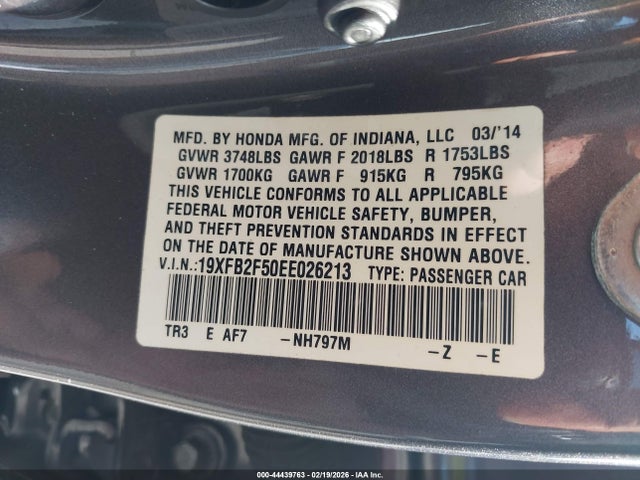 MFD. BY HONDA MFG. OF INDIANA, LLC 03/'14
GVWR 3748LBS GAWR F 2018LBS R 1753LBS
GVWR 1700KG GAWR F 915KG R 795KG
THIS VEHICLE CONFORMS TO ALL APPLICABLE
FEDERAL MOTOR VEHICLE SAFETY, BUMPER,
AND THEFT PREVENTION STANDARDS IN EFFECT
ON THE DATE OF MANUFACTURE SHOWN ABOVE.
V.I.N.: 19XFB2F50EE026213 TYPE: PASSENGER CAR
TR3 E AF7 -NH797M -Z -E
000-44439763 - 02/19/2026 - IAA Inc.